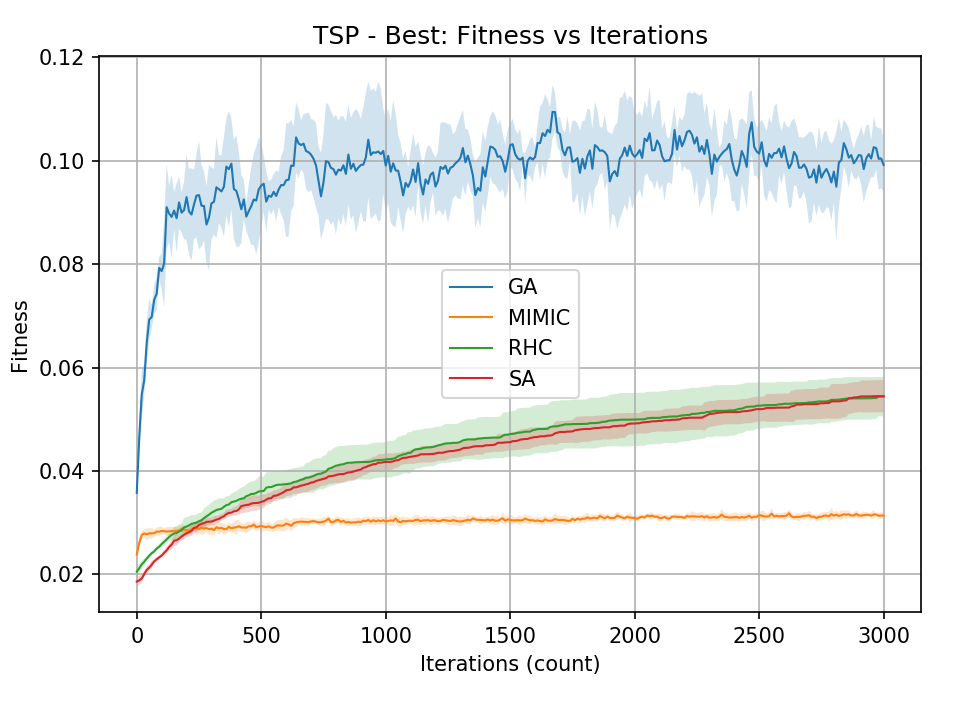 TSP - Best: Fitness vs Iterations
0.12
0.10
0.08
0.06
0.04
0.02
Fitness
GA
MIMIC
RHC
SA
0 500 1000 1500 2000 2500 3000
Iterations (count)